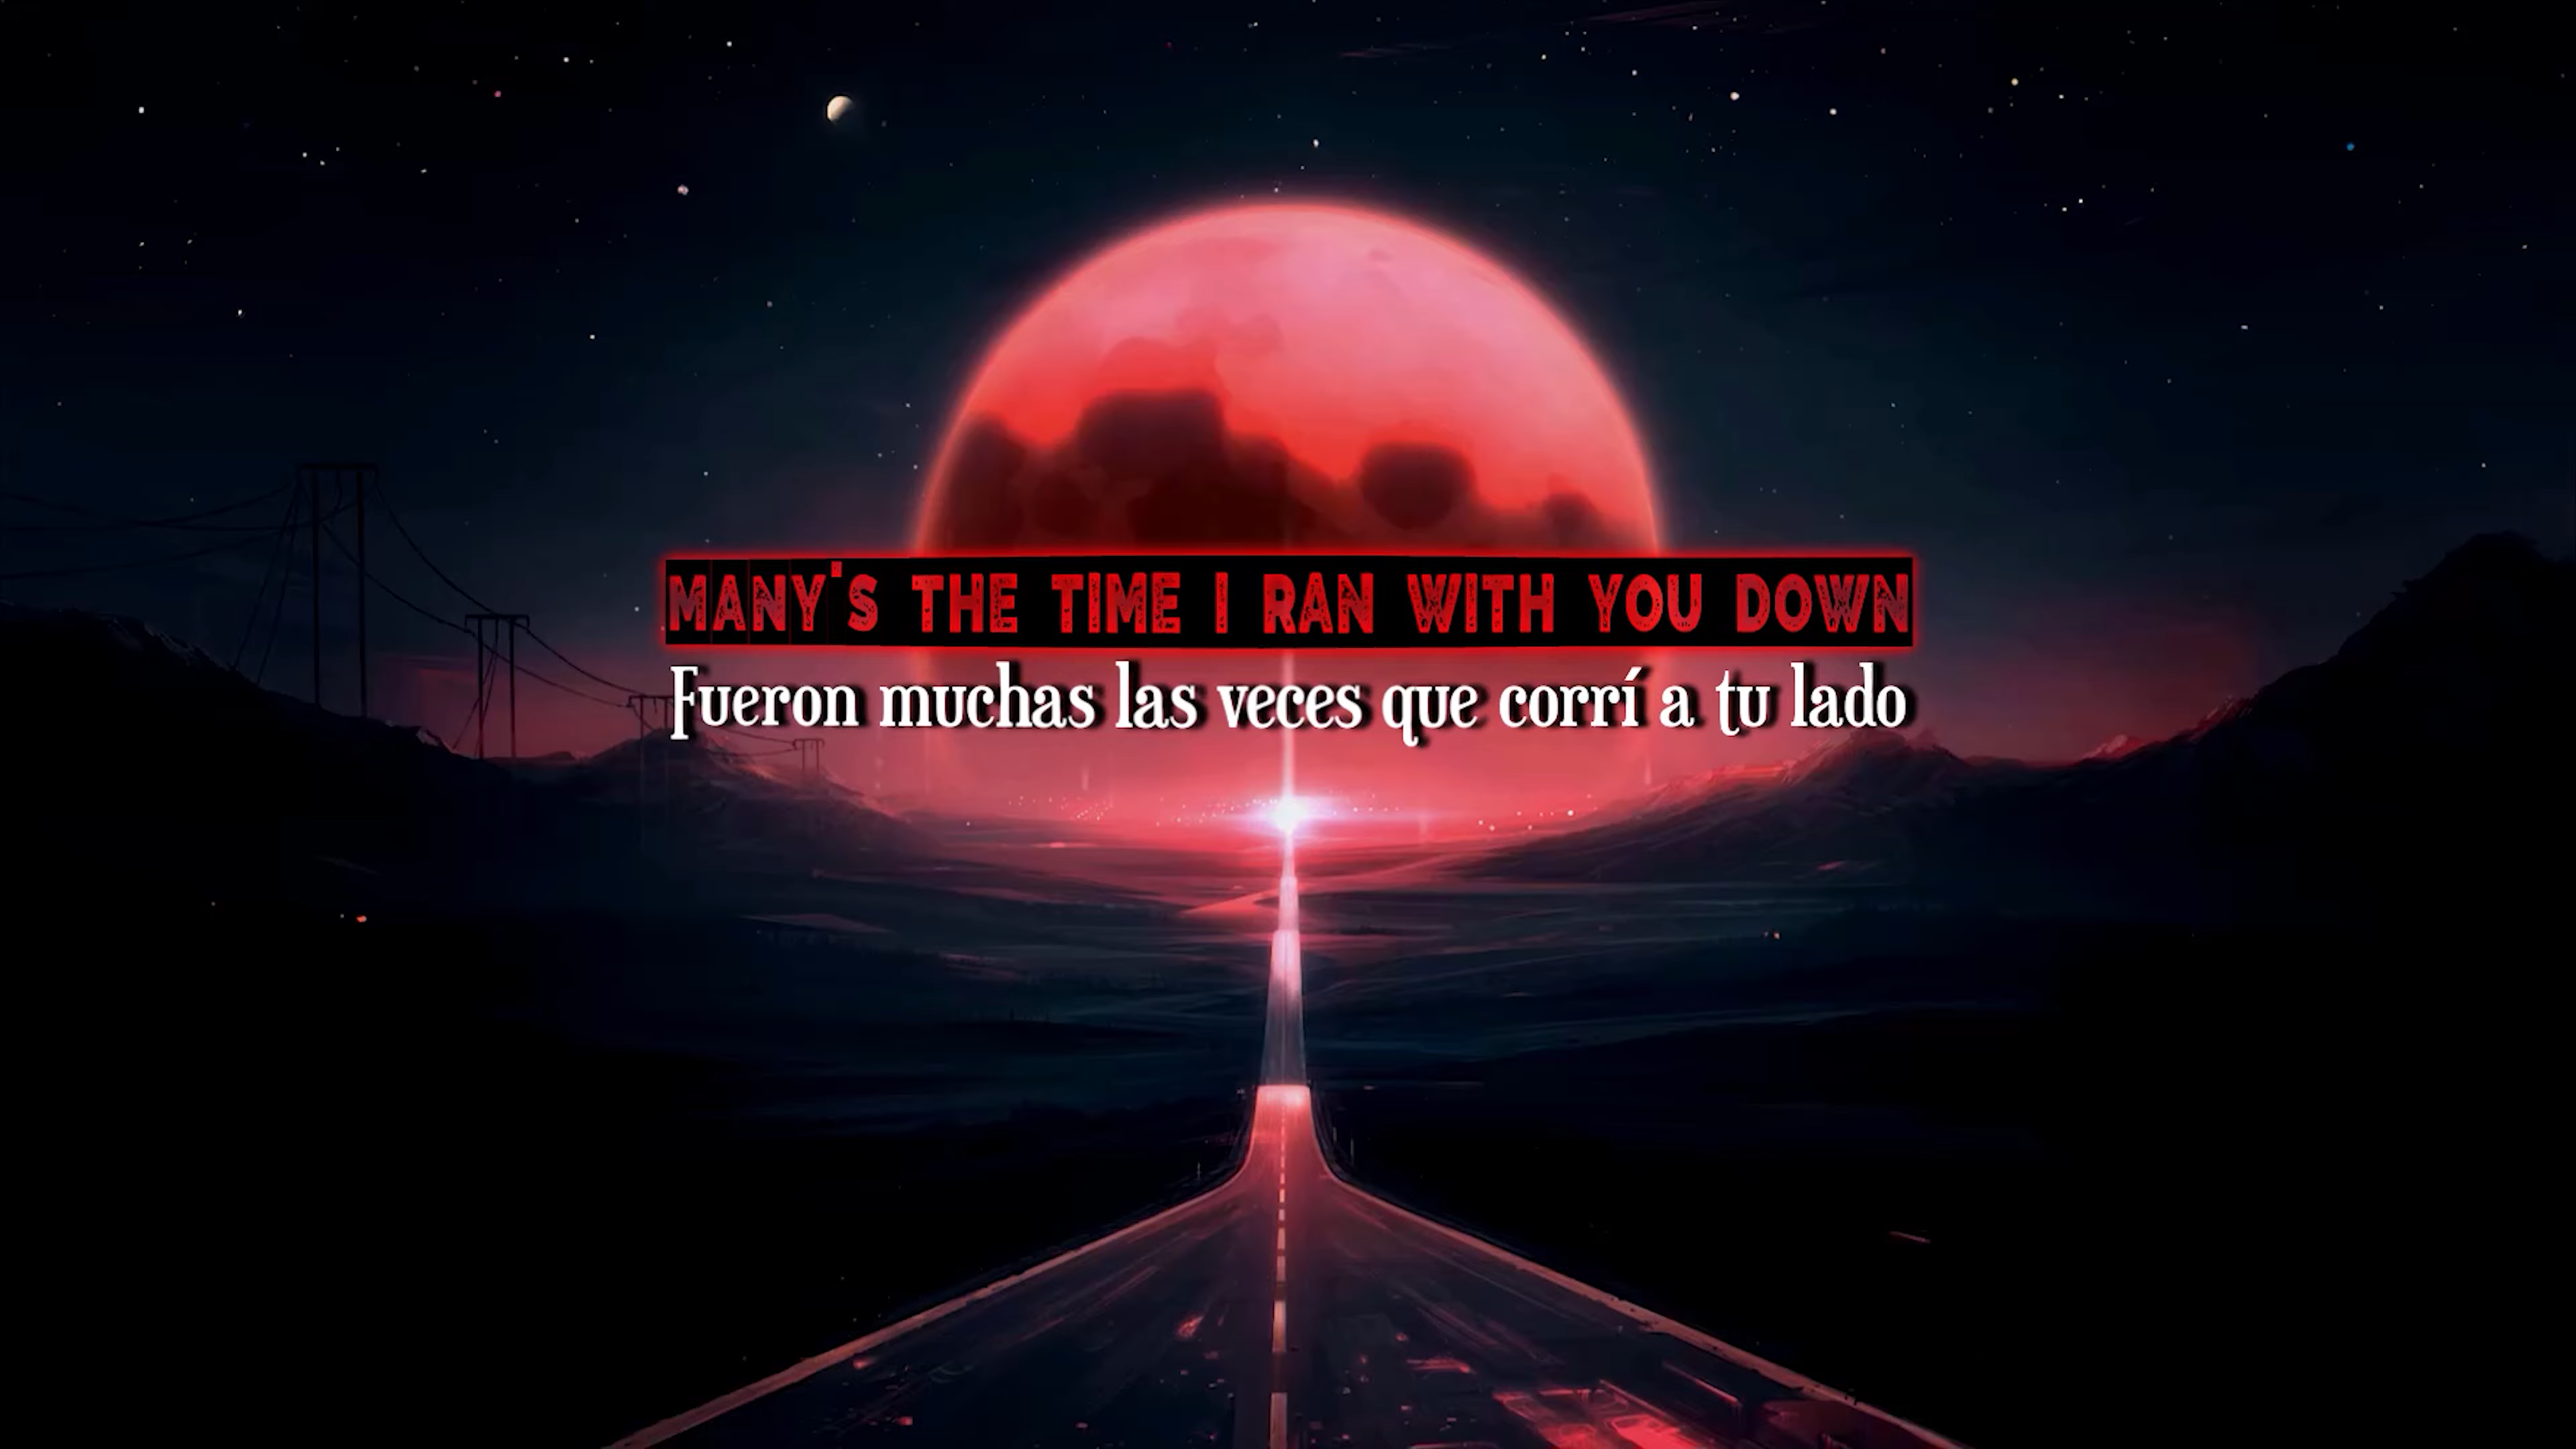 MANY'S THE TIME I RAN WITH YOU DOWN
Fueron muchas las veces que corrí a tu lado